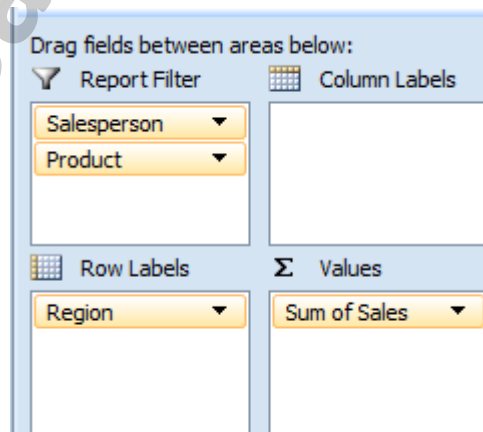 Drag fields between areas below:
Report Filter
Column Labels
Salesperson
Product
Row Labels
Σ Values
Region
Sum of Sales